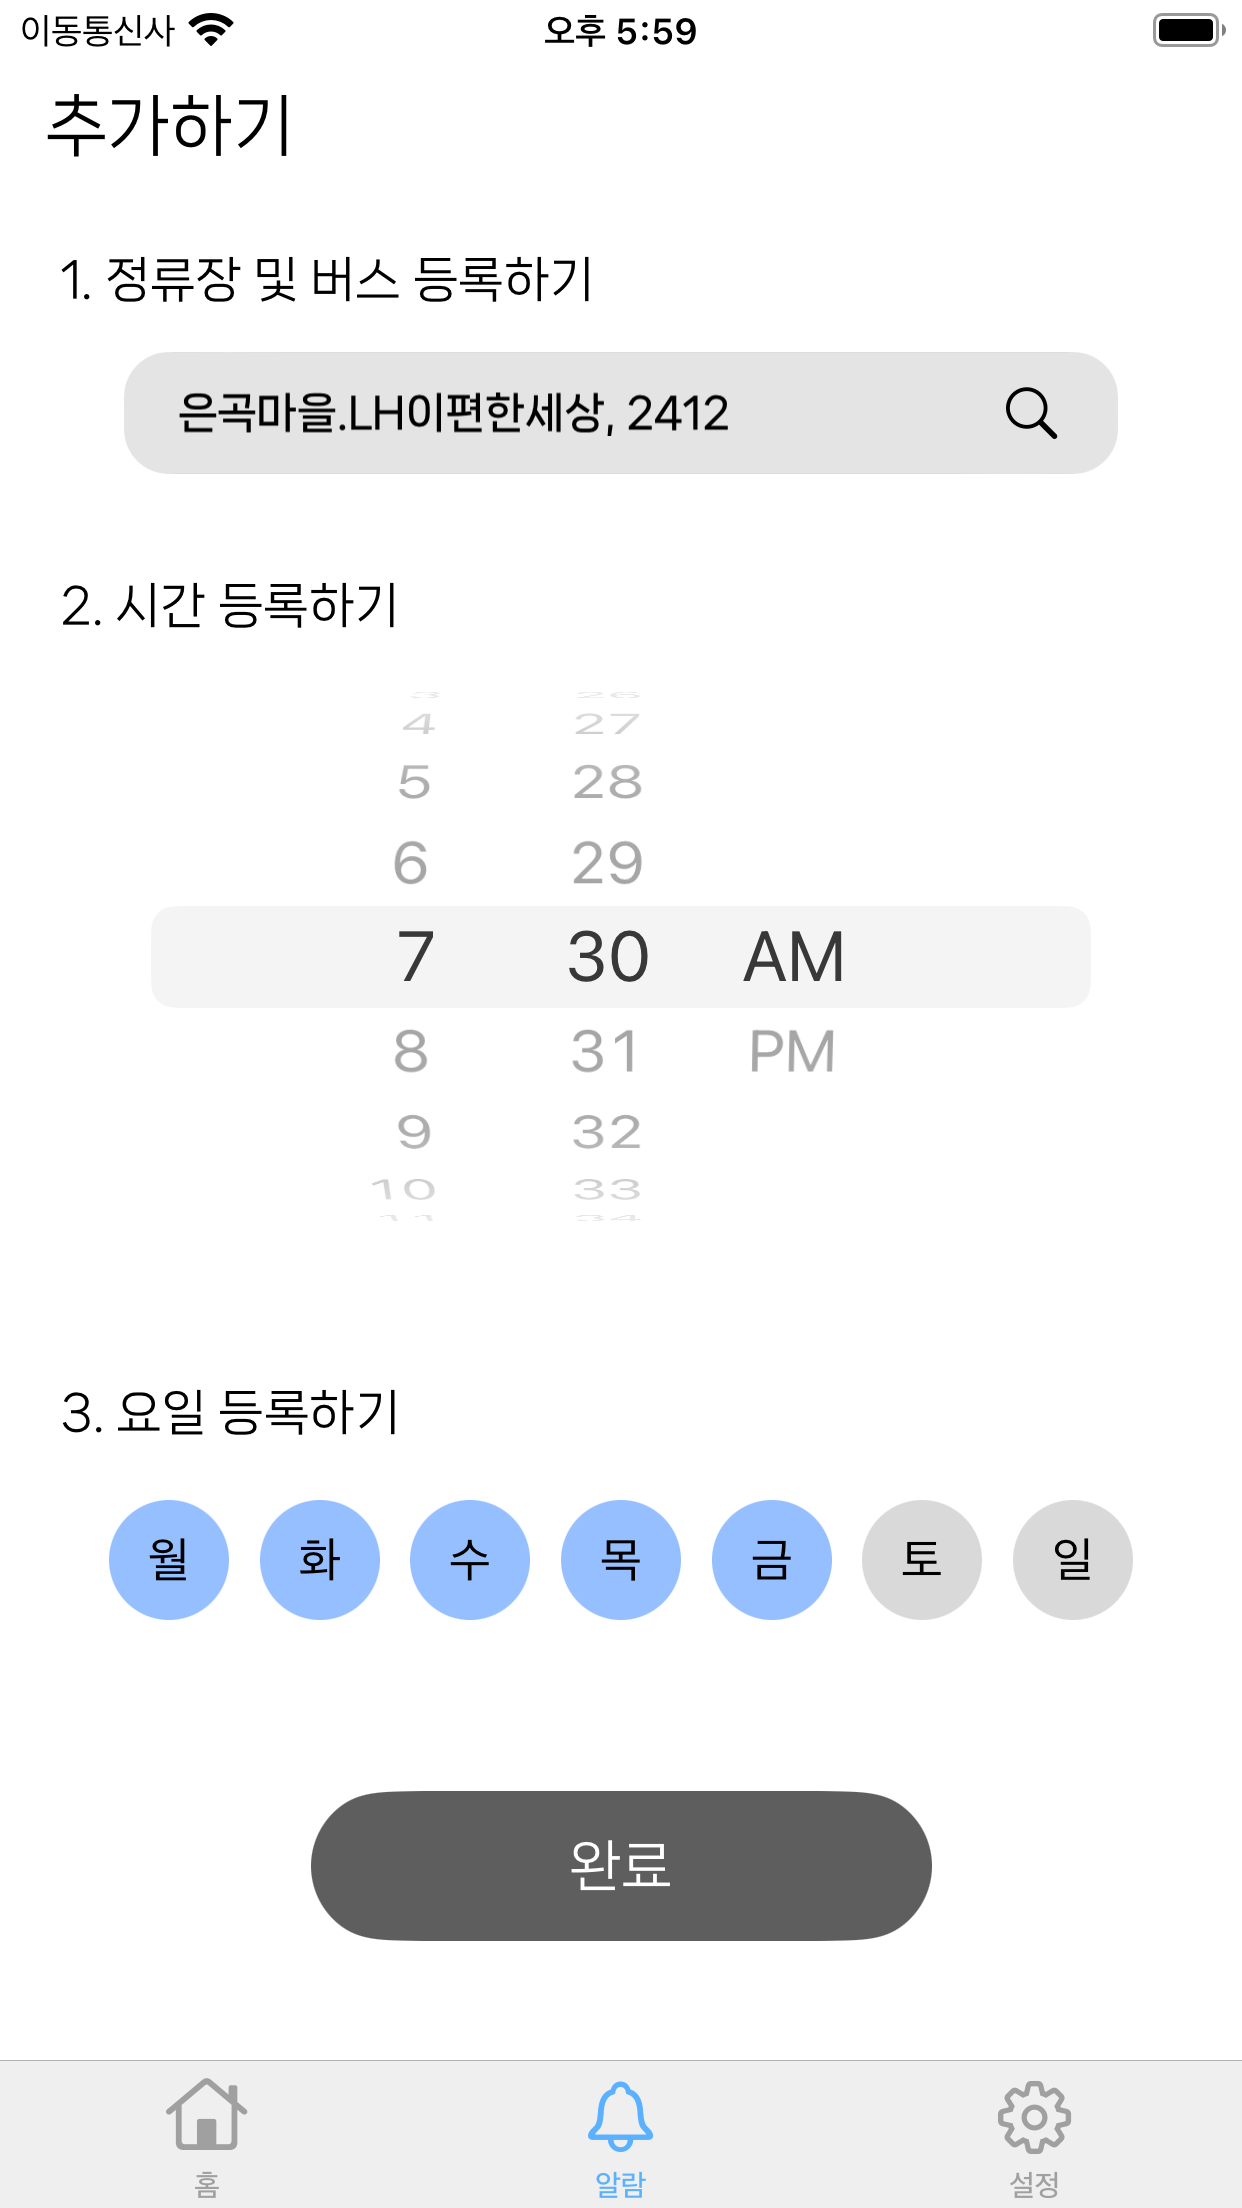 이동통신사 오후 5:59
추가하기
1. 정류장 및 버스 등록하기
은곡마을.LH이편한세상, 2412
2. 시간 등록하기
3 26
4 27
5 28
6 29
7 30 AM
8 31 PM
9 32
10 33
11 34
3. 요일 등록하기
월 화 수 목 금 토 일
완료
홈 알람 설정